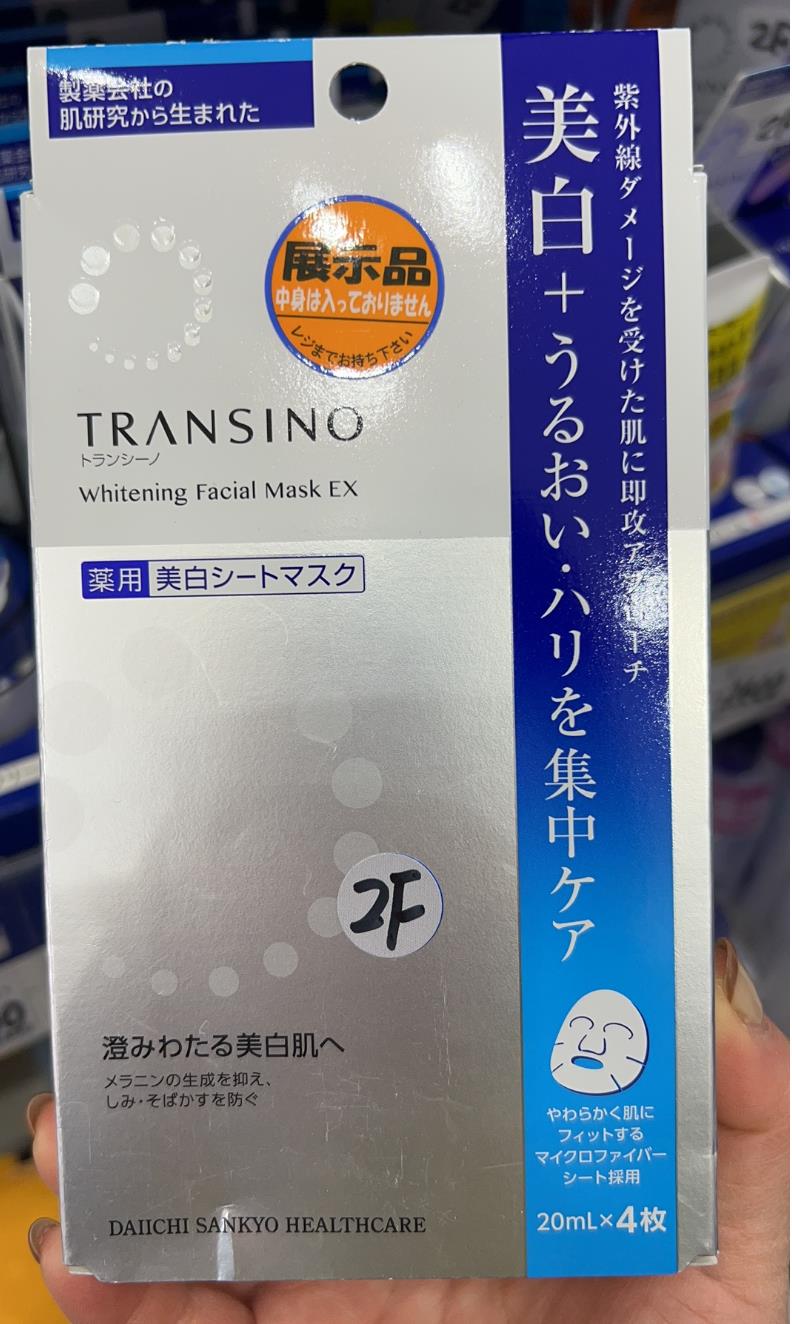 製薬会社の
肌研究から生まれた
展示品
中身は入っておりません
レジまでお持ち下さい
TRANSINO
トランシーノ
Whitening Facial Mask EX
薬用 美白シートマスク
紫外線ダメージを受けた肌に即攻アプローチ
美白+うるおい・ハリを集中ケア
2F
澄みわたる美白肌へ
メラニンの生成を抑え、
しみ・そばかすを防ぐ
DAIICHI SANKYO HEALTHCARE
やわらかく肌に
フィットする
マイクロファイバー
シート採用
20mL×4枚
2F